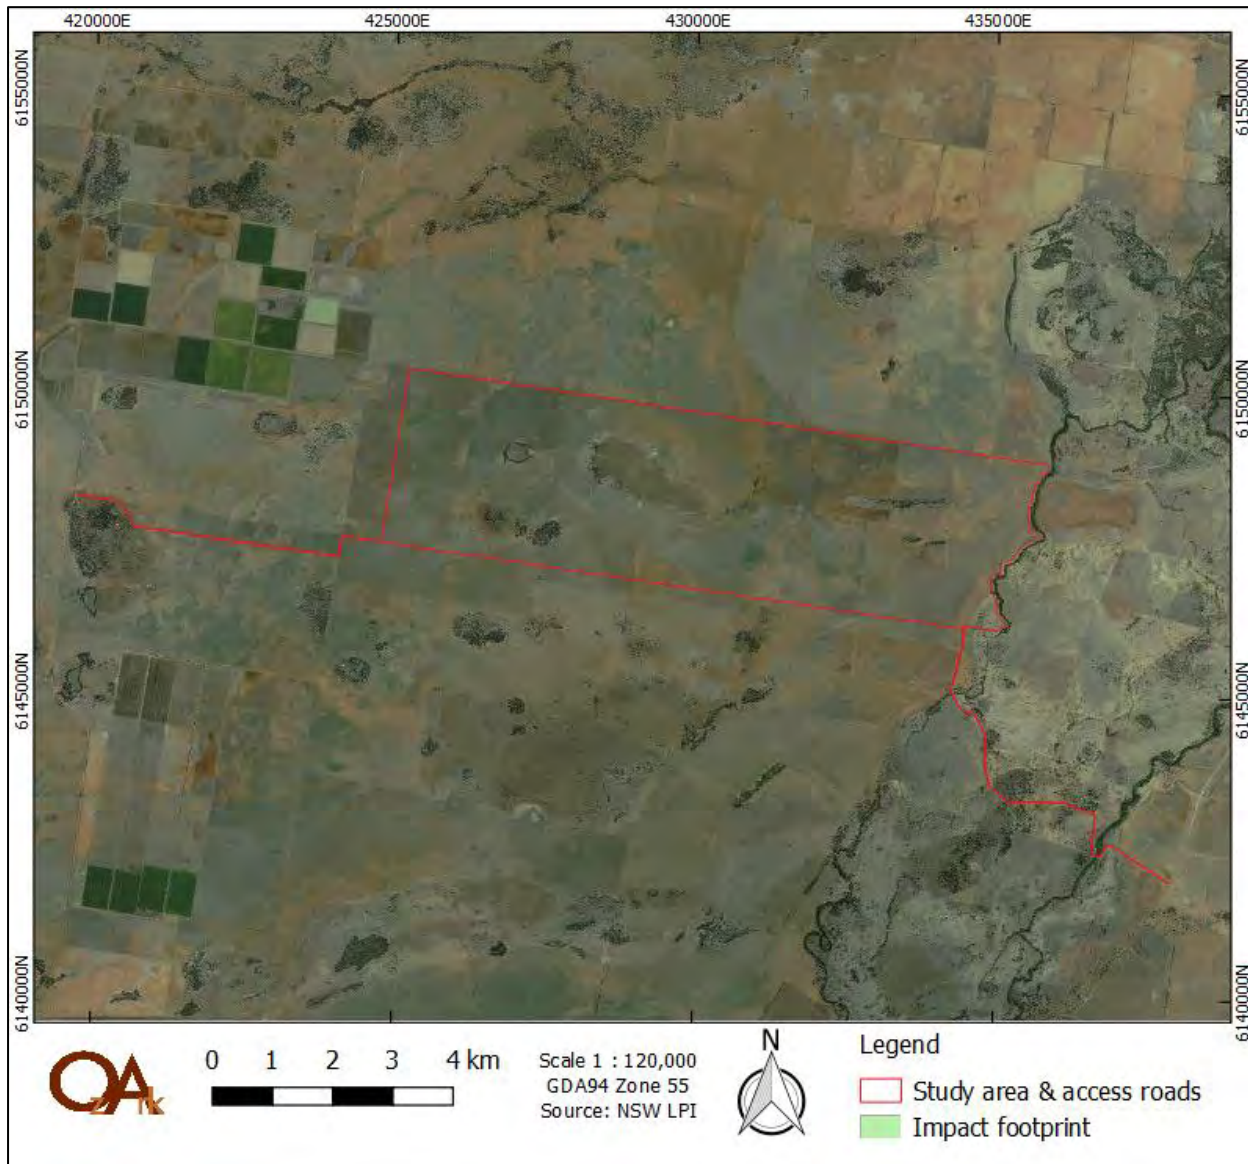 420000E 425000E 430000E 435000E
6155000N 6155000N
6150000N 6150000N
6145000N 6145000N
6140000N 6140000N
OzArk
0 1 2 3 4 km
Scale 1 : 120,000
GDA94 Zone 55
Source: NSW LPI
N
Legend
Study area & access roads
Impact footprint